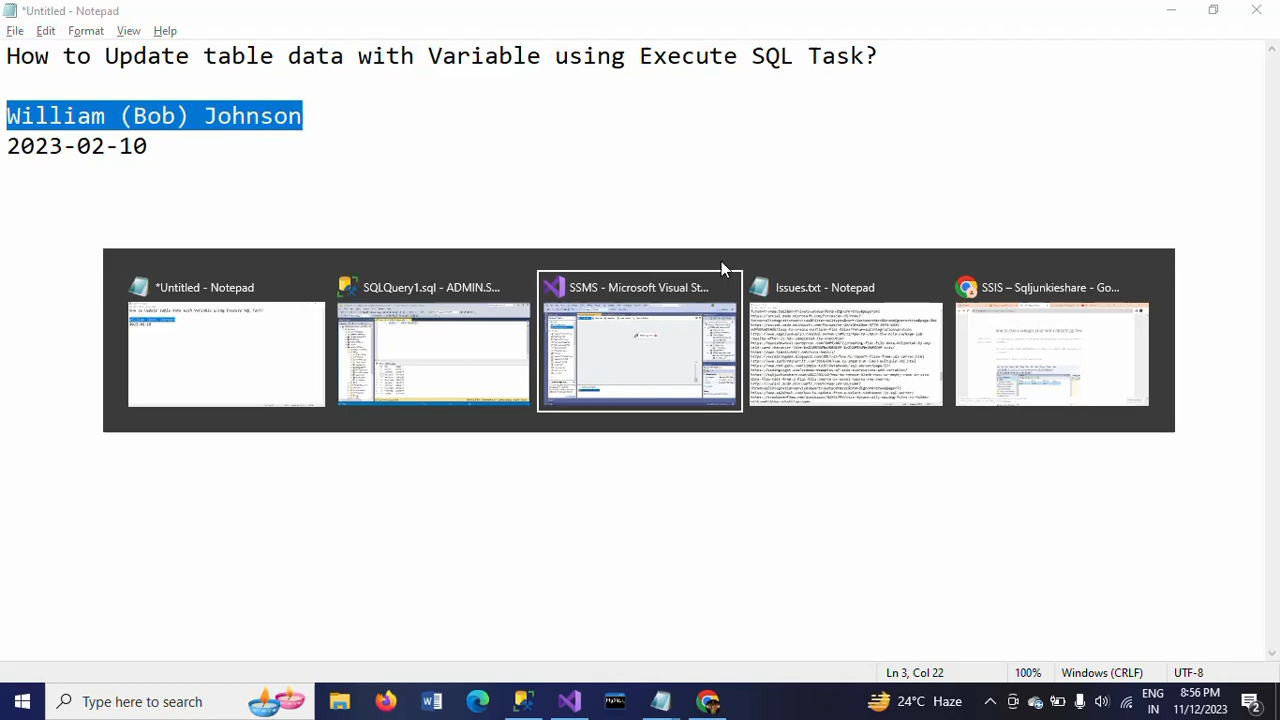 *Untitled - Notepad
File Edit Format View Help
How to Update table data with Variable using Execute SQL Task?
William (Bob) Johnson
2023-02-10
*Untitled - Notepad
SQLQuery1.sql - ADMIN.S...
SSMS - Microsoft Visual St...
Issues.txt - Notepad
SSIS – Sqljunkieshare - Go...
Ln 3, Col 22
100%
Windows (CRLF)
UTF-8
Type here to search
24°C Haze
ENG
IN
8:56 PM
11/12/2023
2